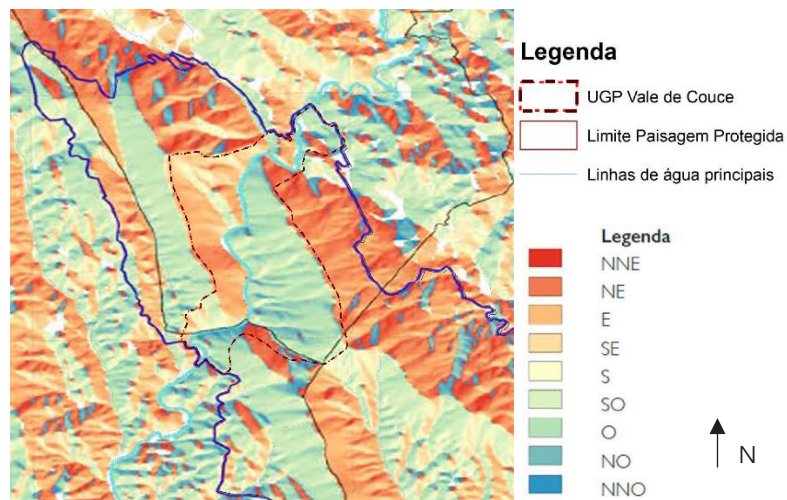 Legenda
UGP Vale de Couce
Limite Paisagem Protegida
Linhas de água principais
Legenda
NNE
NE
E
SE
S
SO
O
NO
NNO
N